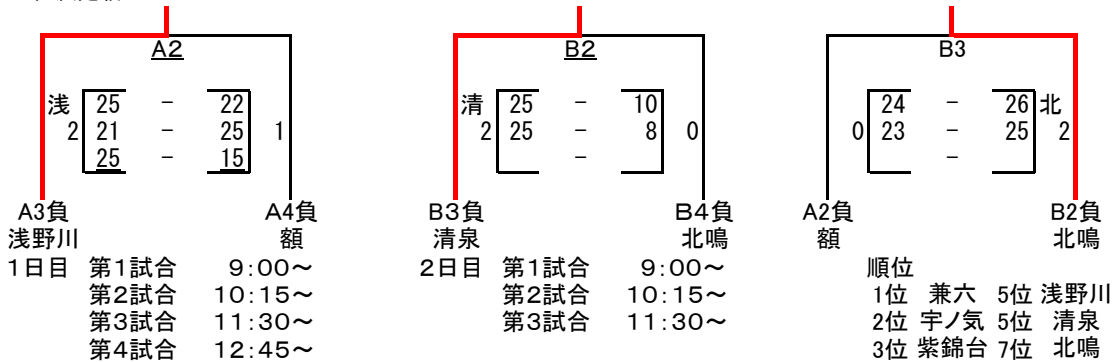 A2 B2 B3
浅 25 - 22 清 25 - 10 24 - 26 北
2 21 - 25 1 2 25 - 8 0 0 23 - 25 2
25 - 15 - -
A3負 A4負 B3負 B4負 A2負 B2負
浅野川 額 清泉 北鳴 額 北鳴
1日目 第1試合 9:00~ 2日目 第1試合 9:00~ 順位
第2試合 10:15~ 第2試合 10:15~ 1位 兼六 5位 浅野川
第3試合 11:30~ 第3試合 11:30~ 2位 宇ノ気 5位 清泉
第4試合 12:45~ 3位 紫錦台 7位 北鳴